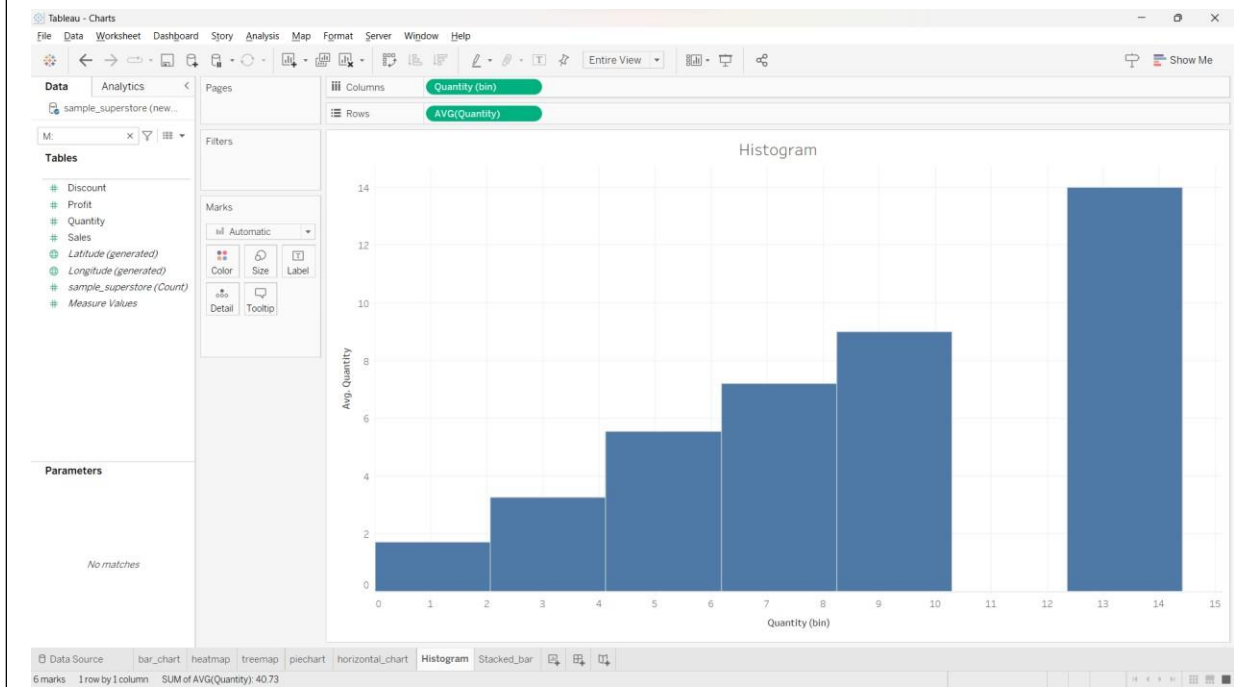 Tableau - Charts
File Data Worksheet Dashboard Story Analysis Map Format Server Window Help
Entire View
Show Me
Data Analytics <
sample_superstore (new...
M:
Tables
# Discount
# Profit
# Quantity
# Sales
Latitude (generated)
Longitude (generated)
# sample_superstore (Count)
# Measure Values
Parameters
No matches
Pages
Filters
Marks
Automatic
Color Size Label
Detail Tooltip
Columns Quantity (bin)
Rows AVG(Quantity)
Histogram
14
12
10
8
6
4
2
0
Avg. Quantity
0 1 2 3 4 5 6 7 8 9 10 11 12 13 14 15
Quantity (bin)
Data Source bar_chart heatmap treemap piechart horizontal_chart Histogram Stacked_bar
6 marks 1 row by 1 column SUM of AVG(Quantity): 40.73